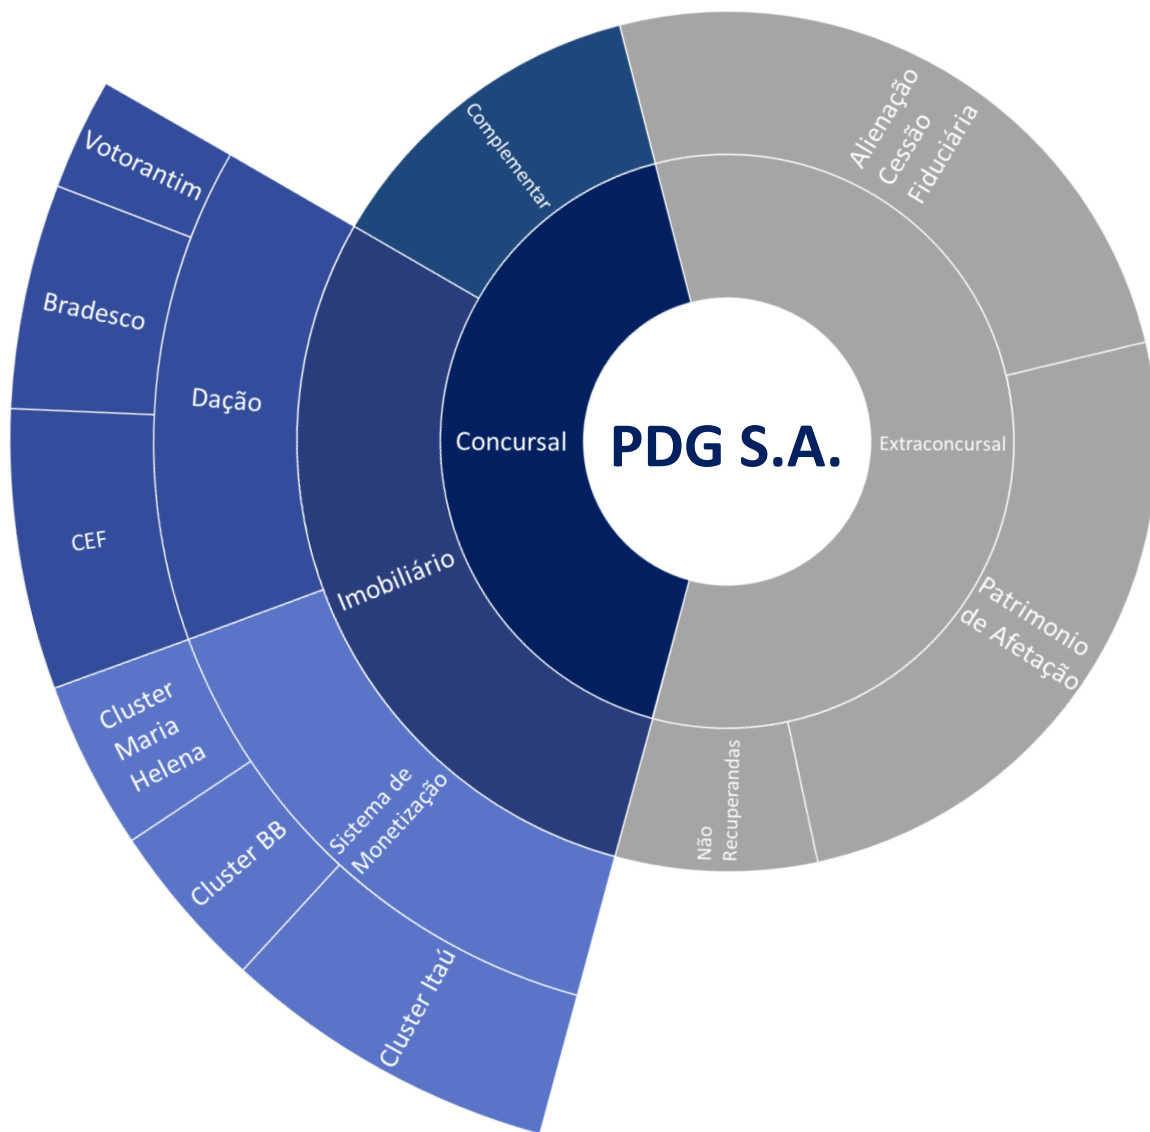 PDG S.A.
Concursal
Extraconcursal
Complementar
Imobiliário
Dação
Votorantim
Bradesco
CEF
Sistema de
Monetização
Cluster
Maria
Helena
Cluster BB
Cluster Itaú
Alienação
Cessão
Fiduciária
Patrimonio
de Afetação
Não
Recuperandas